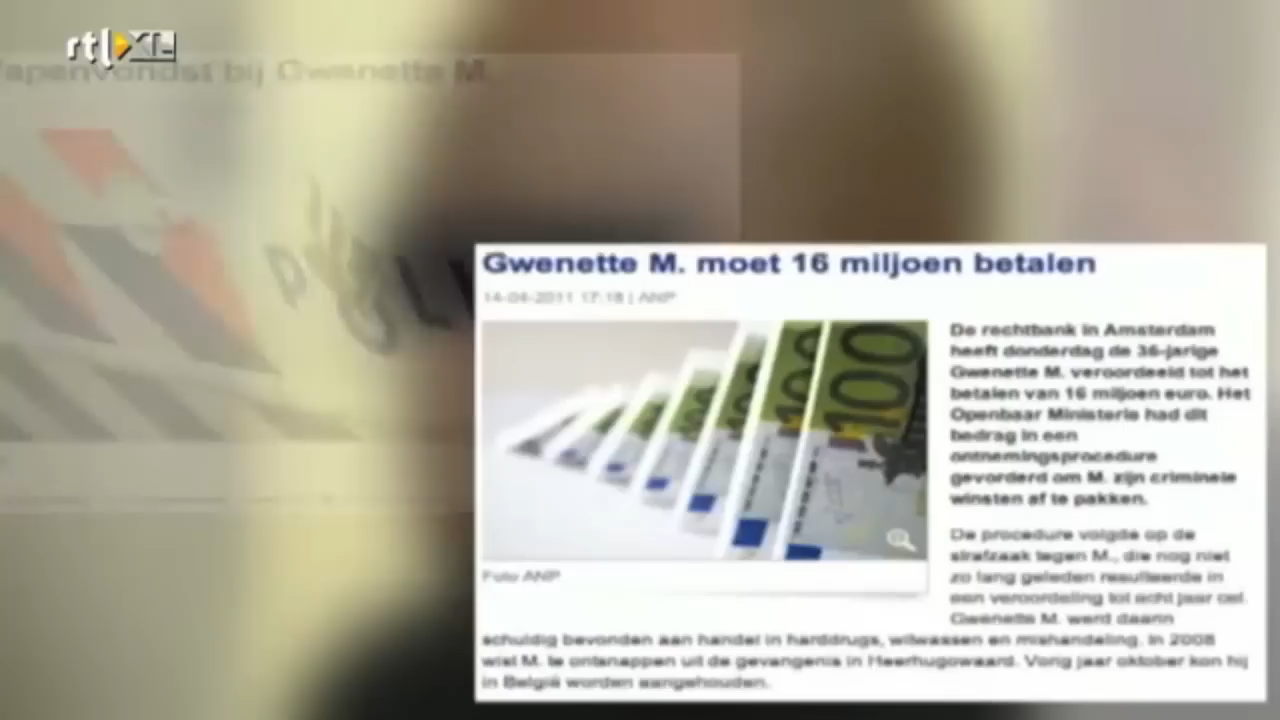 rtl XL
apenvondst bij Gwenette M.
POLI
Gwenette M. moet 16 miljoen betalen
14-04-2011 17:18 | ANP
100
100
De rechtbank in Amsterdam
heeft donderdag de 36-jarige
Gwenette M. veroordeeld tot het
betalen van 16 miljoen euro. Het
Openbaar Ministerie had dit
bedrag in een
ontnemingsprocedure
gevorderd om M. zijn criminele
winsten af te pakken.
Foto ANP
De procedure volgde op de
strafzaak tegen M., die nog niet
zo lang geleden resulteerde in
een veroordeling tot acht jaar cel.
Gwenette M. werd daarin
schuldig bevonden aan handel in harddrugs, witwassen en mishandeling. In 2008
wist M. te ontsnappen uit de gevangenis in Heerhugowaard. Vorig jaar oktober kon hij
in België worden aangehouden.